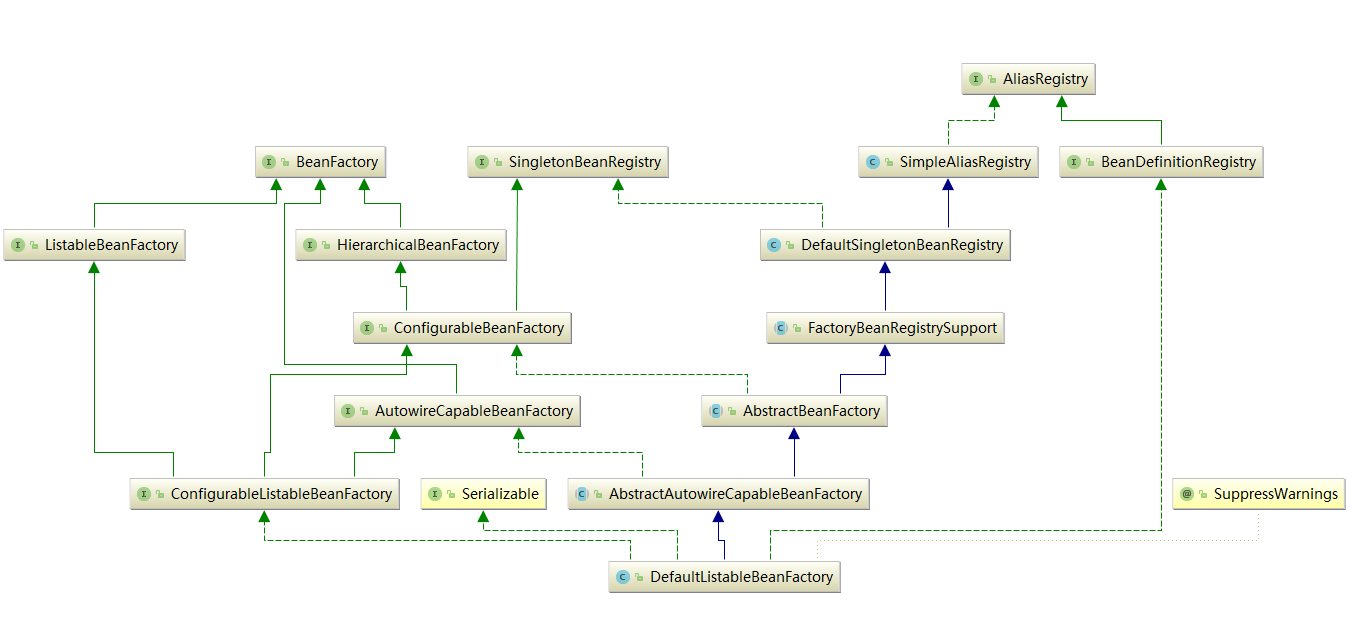 I AliasRegistry
I BeanFactory
I SingletonBeanRegistry
C SimpleAliasRegistry
I BeanDefinitionRegistry
I ListableBeanFactory
I HierarchicalBeanFactory
C DefaultSingletonBeanRegistry
I ConfigurableBeanFactory
C FactoryBeanRegistrySupport
I AutowireCapableBeanFactory
C AbstractBeanFactory
I ConfigurableListableBeanFactory
I Serializable
C AbstractAutowireCapableBeanFactory
@ SuppressWarnings
C DefaultListableBeanFactory